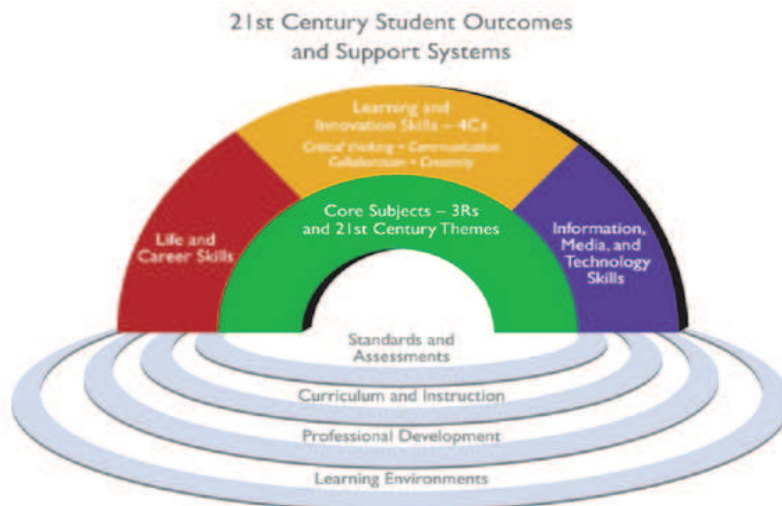 21st Century Student Outcomes
and Support Systems
Learning and
Innovation Skills – 4Cs
Critical thinking • Communication
Collaboration • Creativity
Core Subjects – 3Rs
and 21st Century Themes
Life and
Career Skills
Information,
Media, and
Technology
Skills
Standards and
Assessments
Curriculum and Instruction
Professional Development
Learning Environments